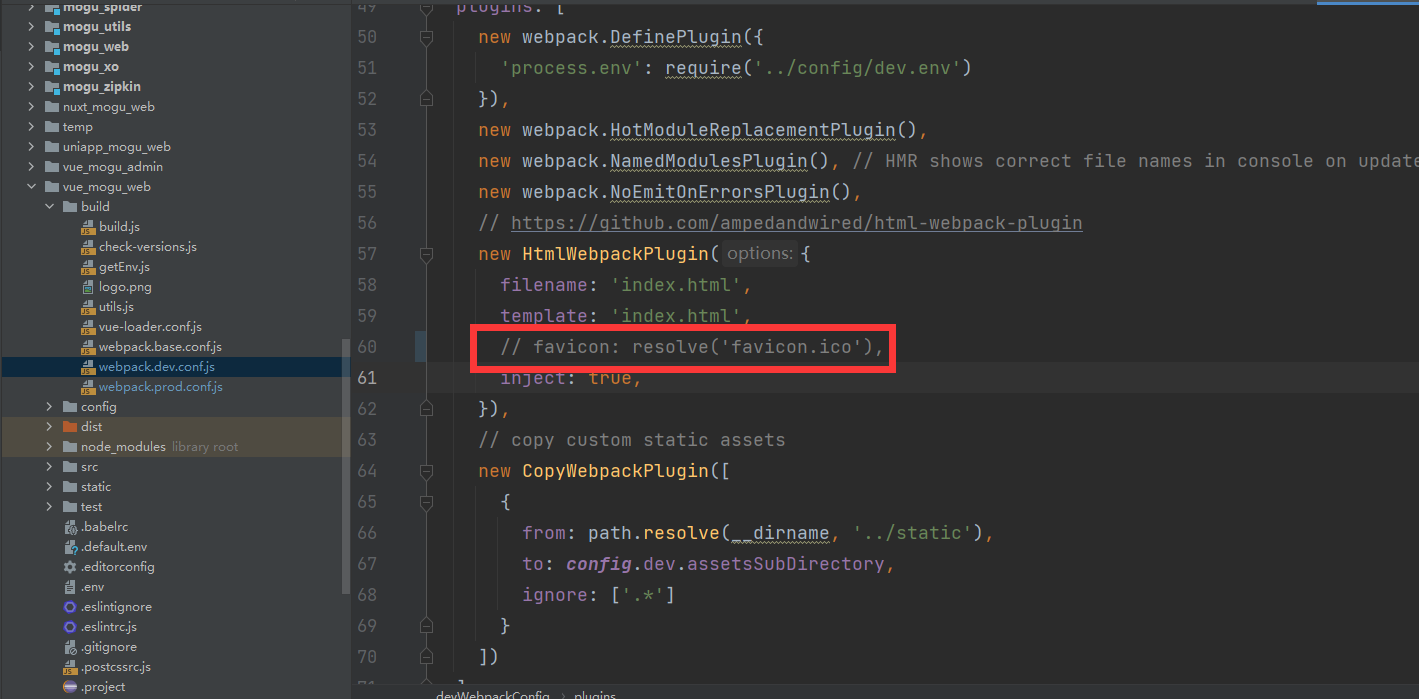 mogu_spider
mogu_utils
mogu_web
mogu_xo
mogu_zipkin
nuxt_mogu_web
temp
uniapp_mogu_web
vue_mogu_admin
vue_mogu_web
build
build.js
check-versions.js
getEnv.js
logo.png
utils.js
vue-loader.conf.js
webpack.base.conf.js
webpack.dev.conf.js
webpack.prod.conf.js
config
dist
node_modules library root
src
static
test
.babelrc
.default.env
.editorconfig
.env
.eslintignore
.eslintrc.js
.gitignore
.postcssrc.js
.project
49 plugins: [
50 new webpack.DefinePlugin({
51 'process.env': require('../config/dev.env')
52 }),
53 new webpack.HotModuleReplacementPlugin(),
54 new webpack.NamedModulesPlugin(), // HMR shows correct file names in console on update
55 new webpack.NoEmitOnErrorsPlugin(),
56 // https://github.com/ampedandwired/html-webpack-plugin
57 new HtmlWebpackPlugin( options: {
58 filename: 'index.html',
59 template: 'index.html',
60 // favicon: resolve('favicon.ico'),
61 inject: true,
62 }),
63 // copy custom static assets
64 new CopyWebpackPlugin([
65 {
66 from: path.resolve(__dirname, '../static'),
67 to: config.dev.assetsSubDirectory,
68 ignore: ['.*']
69 }
70 ])
71 ]
devWebpackConfig > plugins